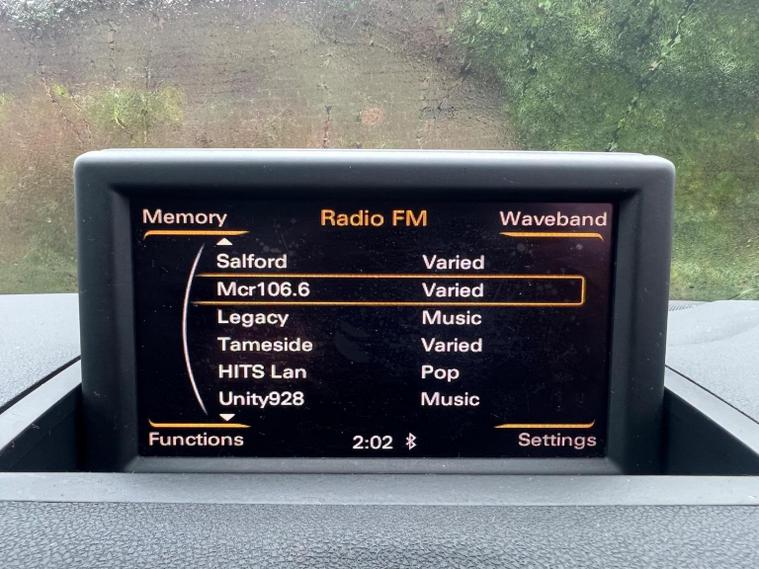 Memory Radio FM Waveband
Salford Varied
Mcr106.6 Varied
Legacy Music
Tameside Varied
HITS Lan Pop
Unity928 Music
Functions 2:02 Settings